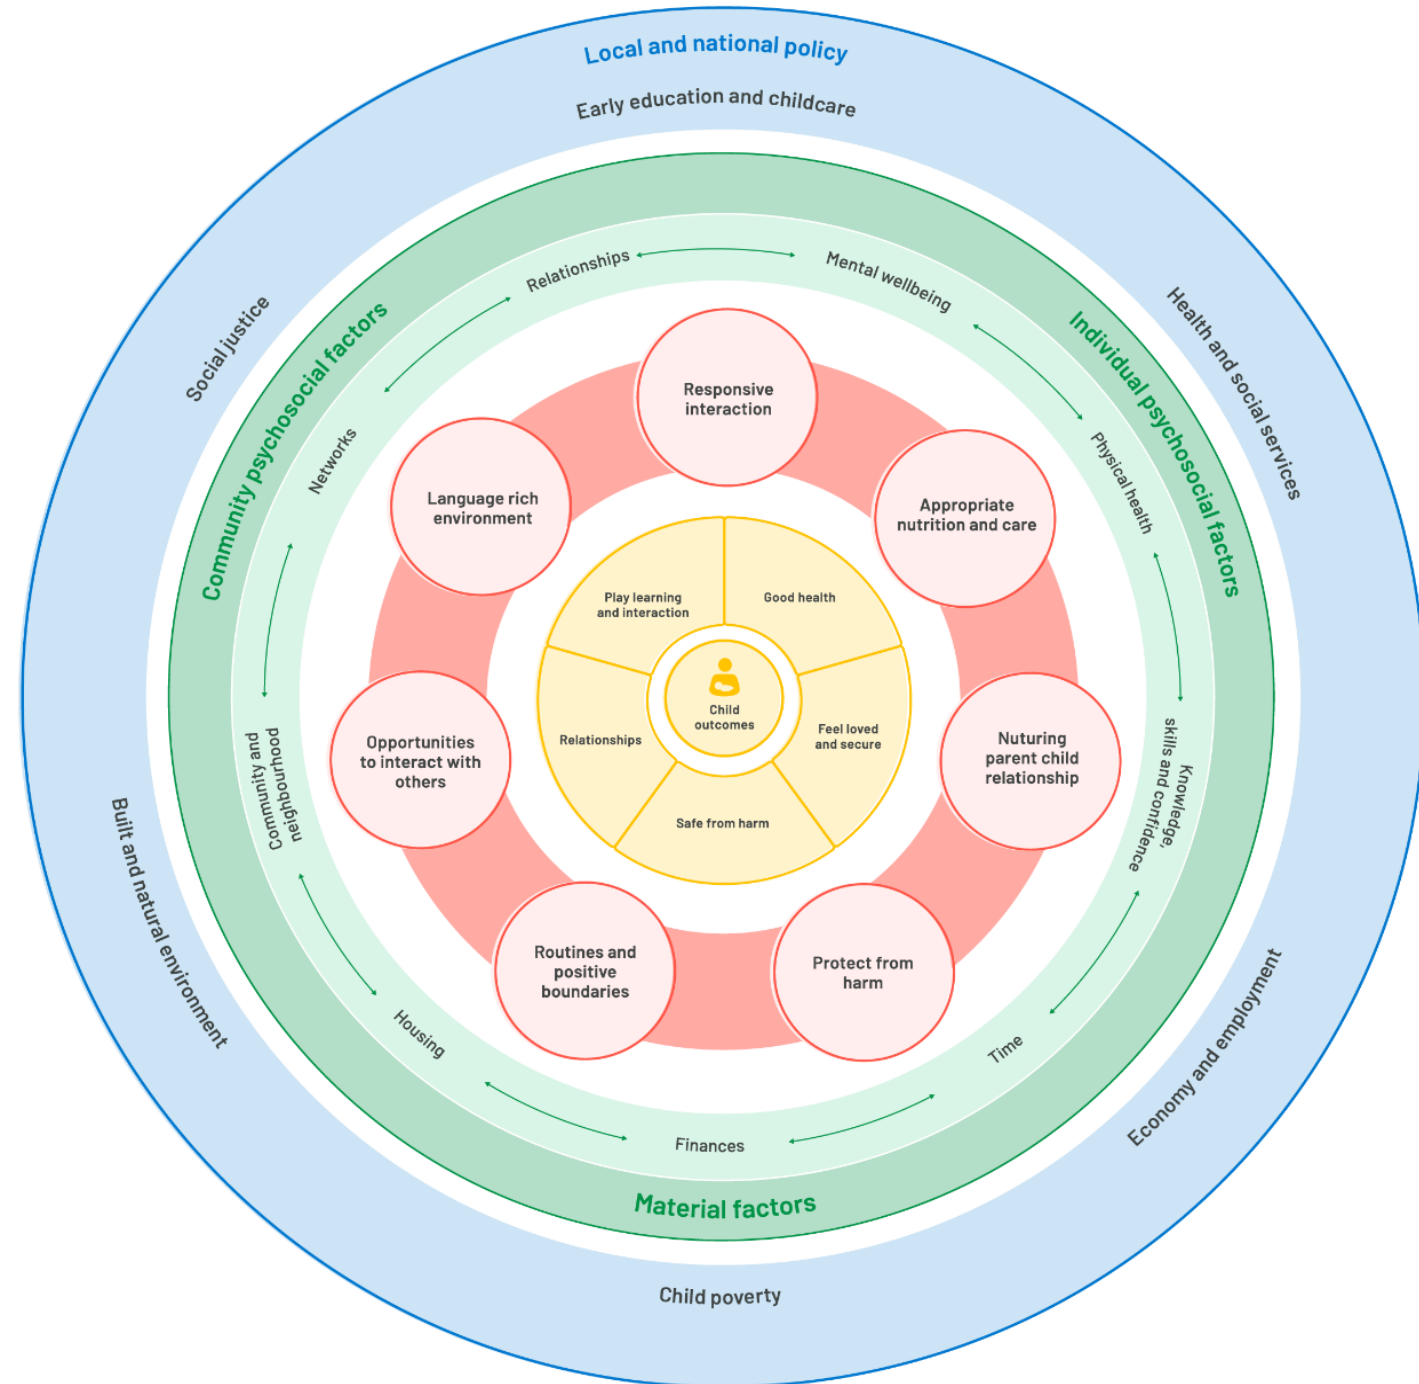 Local and national policy
Early education and childcare
Social justice
Health and social services
Built and natural environment
Economy and employment
Child poverty
Community psychosocial factors
Individual psychosocial factors
Material factors
Relationships
Mental wellbeing
Networks
Physical health
Community and
neighbourhood
Knowledge,
skills and confidence
Housing
Time
Finances
Responsive
interaction
Language rich
environment
Appropriate
nutrition and care
Opportunities
to interact with
others
Nuturing
parent child
relationship
Routines and
positive
boundaries
Protect from
harm
Play learning
and interaction
Good health
Relationships
Feel loved
and secure
Safe from harm
Child
outcomes